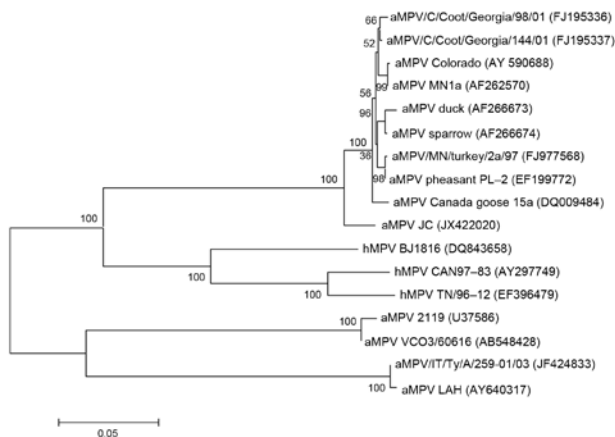 66
aMPV/C/Coot/Georgia/98/01 (FJ195336)
52
aMPV/C/Coot/Georgia/144/01 (FJ195337)
aMPV Colorado (AY 590688)
99
aMPV MN1a (AF262570)
56
96
aMPV duck (AF266673)
aMPV sparrow (AF266674)
100
36
aMPV/MN/turkey/2a/97 (FJ977568)
98
aMPV pheasant PL–2 (EF199772)
aMPV Canada goose 15a (DQ009484)
100
aMPV JC (JX422020)
100
hMPV BJ1816 (DQ843658)
100
hMPV CAN97–83 (AY297749)
100
hMPV TN/96–12 (EF396479)
aMPV 2119 (U37586)
100
aMPV VCO3/60616 (AB548428)
aMPV/IT/Ty/A/259-01/03 (JF424833)
100
aMPV LAH (AY640317)
0.05